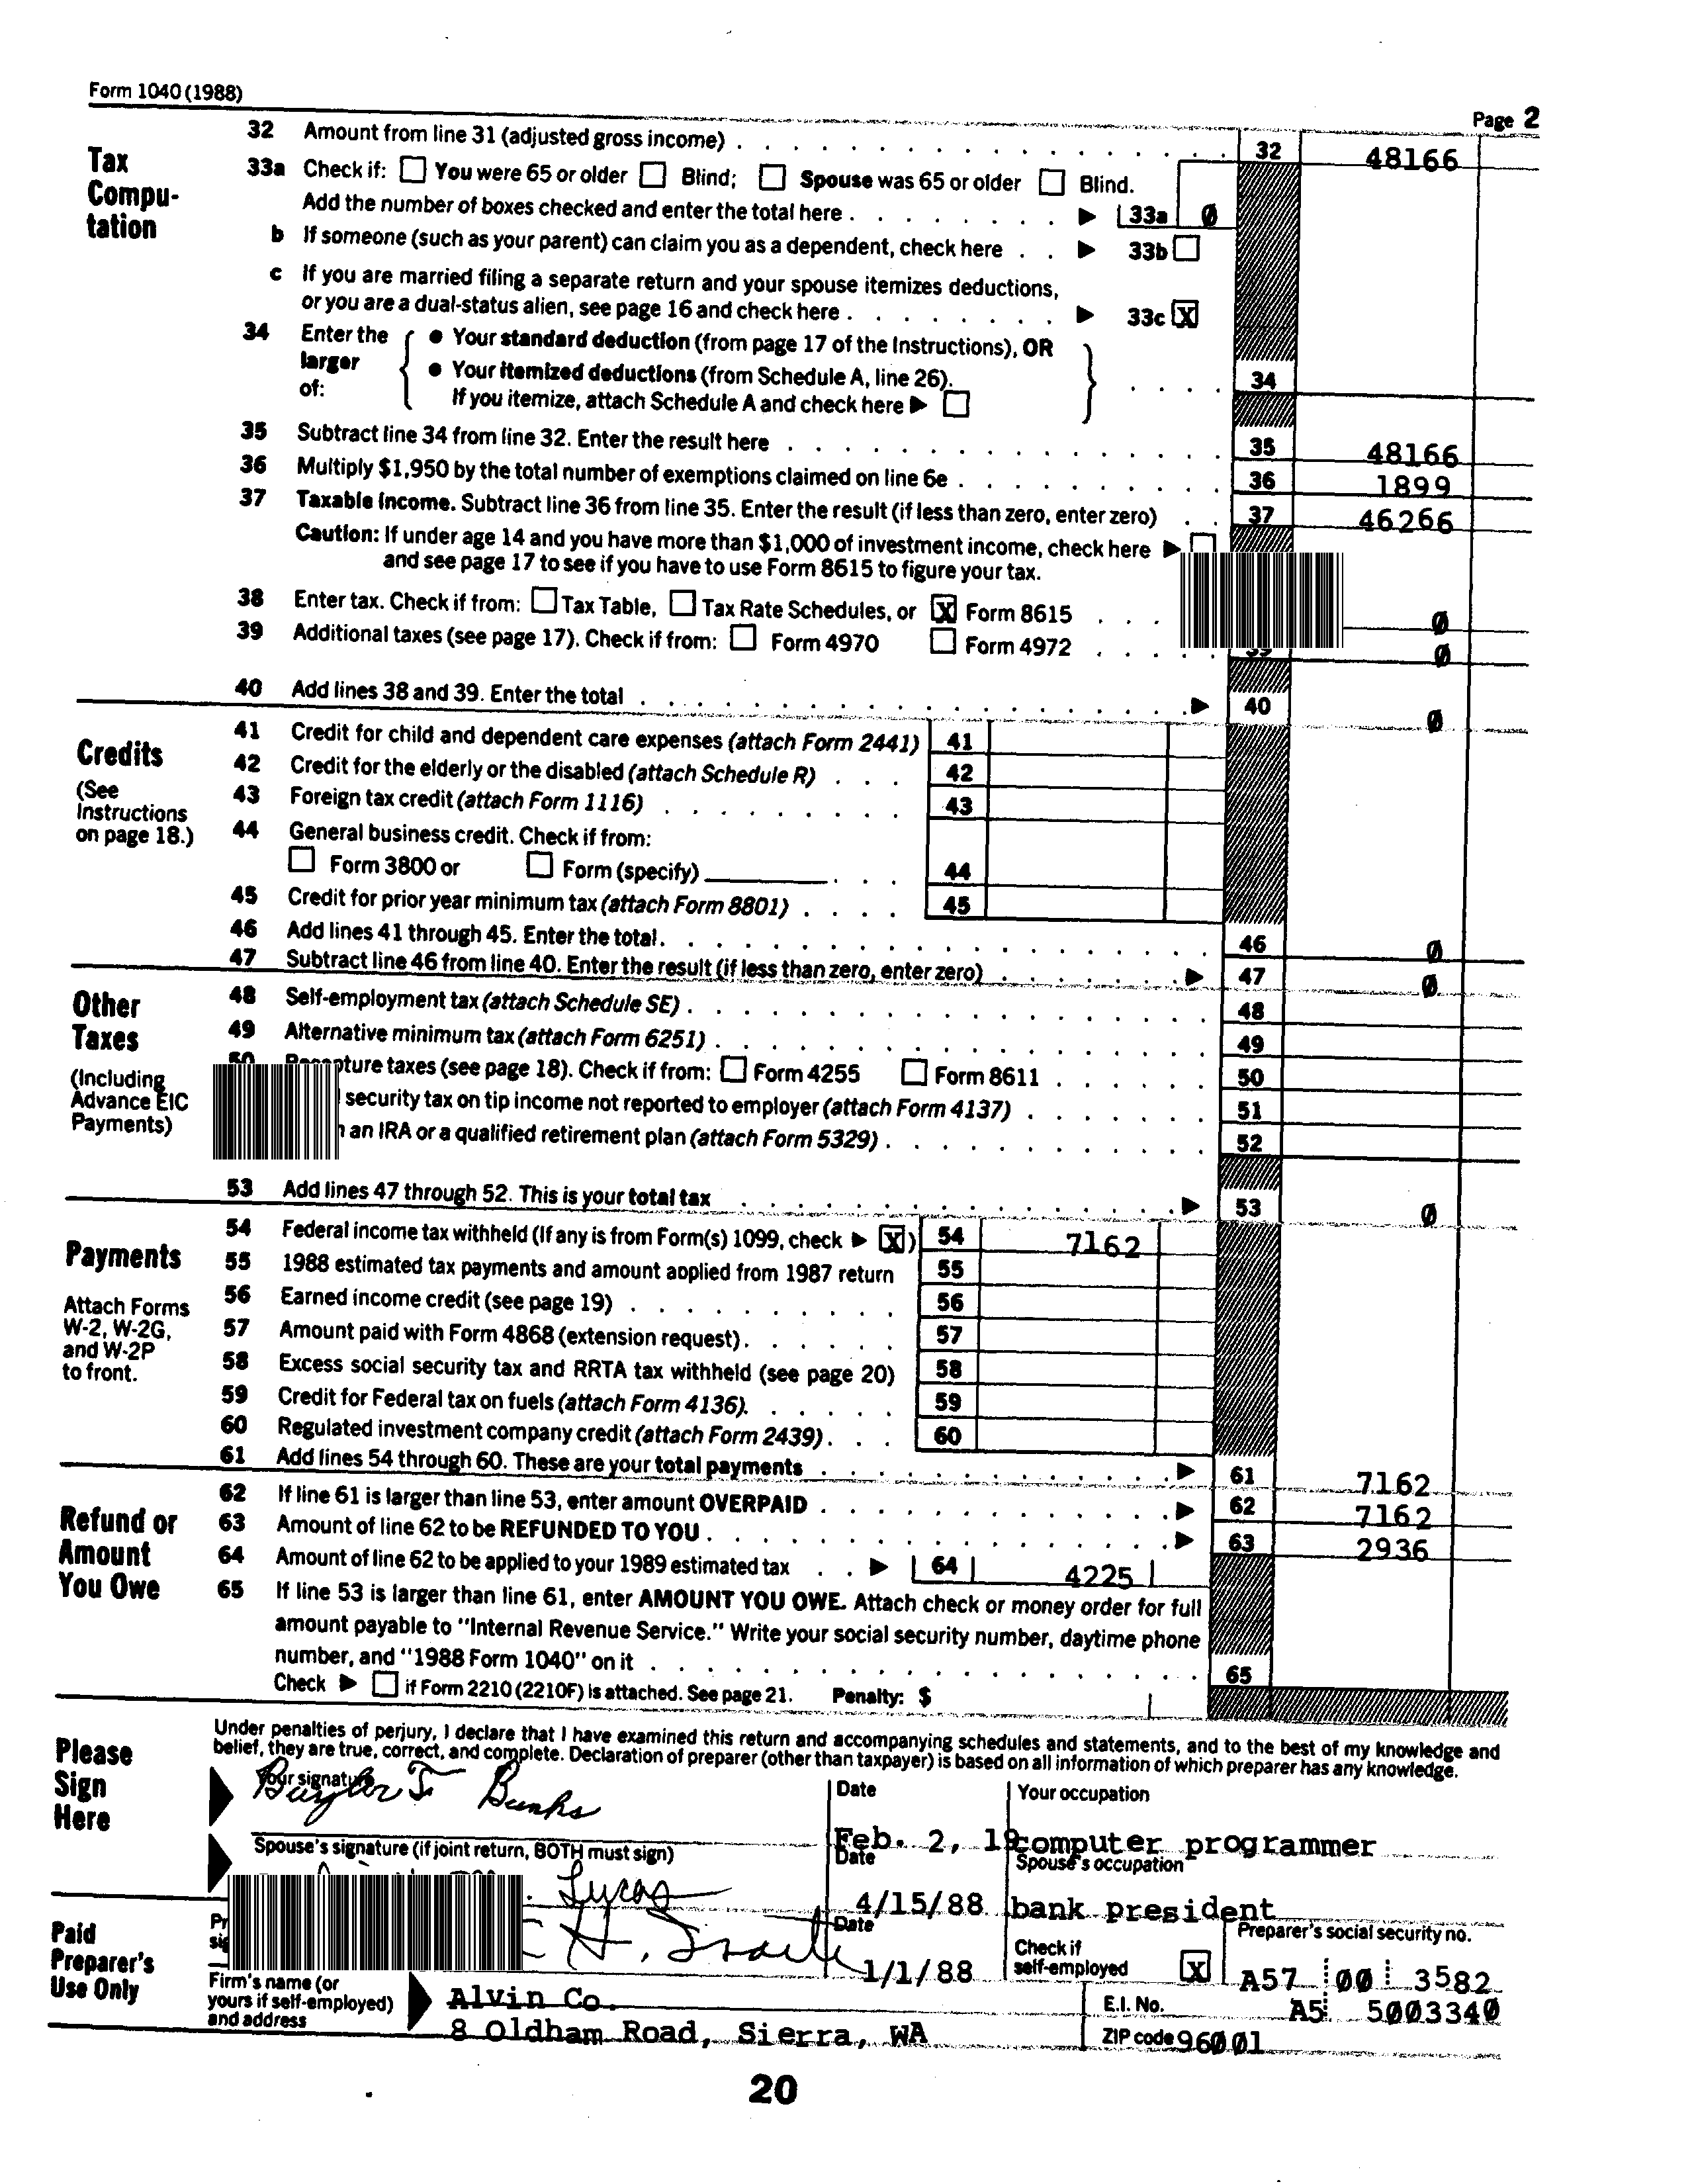 Form 1040 (1988)
Page 2
Tax Compu-tation
32 Amount from line 31 (adjusted gross income) . . . 32 48166
33a Check if: You were 65 or older Blind; Spouse was 65 or older Blind.
Add the number of boxes checked and enter the total here . . . 33a 0
b If someone (such as your parent) can claim you as a dependent, check here . . 33b
c If you are married filing a separate return and your spouse itemizes deductions,
or you are a dual-status alien, see page 16 and check here . . . 33c X
34 Enter the larger of:
• Your standard deduction (from page 17 of the Instructions), OR
• Your itemized deductions (from Schedule A, line 26).
If you itemize, attach Schedule A and check here
34
35 Subtract line 34 from line 32. Enter the result here . . . 35 48166
36 Multiply $1,950 by the total number of exemptions claimed on line 6e . . . 36 1899
37 Taxable Income. Subtract line 36 from line 35. Enter the result (if less than zero, enter zero) . . 37 46266
Caution: If under age 14 and you have more than $1,000 of investment income, check here
and see page 17 to see if you have to use Form 8615 to figure your tax.
38 Enter tax. Check if from: Tax Table, Tax Rate Schedules, or X Form 8615 . . . 0
39 Additional taxes (see page 17). Check if from: Form 4970 Form 4972 . . . 39 0
40 Add lines 38 and 39. Enter the total . . . 40 0
Credits
(See Instructions on page 18.)
41 Credit for child and dependent care expenses (attach Form 2441) 41
42 Credit for the elderly or the disabled (attach Schedule R) . . . 42
43 Foreign tax credit (attach Form 1116) . . . 43
44 General business credit. Check if from:
Form 3800 or Form (specify) . . . 44
45 Credit for prior year minimum tax (attach Form 8801) . . . 45
46 Add lines 41 through 45. Enter the total. . . . 46 0
47 Subtract line 46 from line 40. Enter the result (if less than zero, enter zero) . . . 47 0
Other Taxes
(Including Advance EIC Payments)
48 Self-employment tax (attach Schedule SE) . . . 48
49 Alternative minimum tax (attach Form 6251) . . . 49
50 Recapture taxes (see page 18). Check if from: Form 4255 Form 8611 . . . 50
security tax on tip income not reported to employer (attach Form 4137) . . . 51
an IRA or a qualified retirement plan (attach Form 5329) . . . 52
53 Add lines 47 through 52. This is your total tax . . . 53 0
Payments
Attach Forms W-2, W-2G, and W-2P to front.
54 Federal income tax withheld (If any is from Form(s) 1099, check X ) 54 7162
55 1988 estimated tax payments and amount applied from 1987 return 55
56 Earned income credit (see page 19) . . . 56
57 Amount paid with Form 4868 (extension request) . . . 57
58 Excess social security tax and RRTA tax withheld (see page 20) 58
59 Credit for Federal tax on fuels (attach Form 4136). . . . 59
60 Regulated investment company credit (attach Form 2439) . . . 60
61 Add lines 54 through 60. These are your total payments . . . 61 7162
Refund or Amount You Owe
62 If line 61 is larger than line 53, enter amount OVERPAID . . . 62 7162
63 Amount of line 62 to be REFUNDED TO YOU . . . 63 2936
64 Amount of line 62 to be applied to your 1989 estimated tax . . 64 4225
65 If line 53 is larger than line 61, enter AMOUNT YOU OWE. Attach check or money order for full
amount payable to "Internal Revenue Service." Write your social security number, daytime phone
number, and "1988 Form 1040" on it . . . 65
Check if Form 2210 (2210F) is attached. See page 21. Penalty: $
Please Sign Here
Under penalties of perjury, I declare that I have examined this return and accompanying schedules and statements, and to the best of my knowledge and
belief, they are true, correct, and complete. Declaration of preparer (other than taxpayer) is based on all information of which preparer has any knowledge.
Your signature Date Your occupation
Feb. 2, 19 computer programmer
Spouse's signature (if joint return, BOTH must sign) Date Spouse's occupation
Lucas 4/15/88 bank president
Paid Preparer's Use Only
Date Check if self-employed X Preparer's social security no.
H. 1/1/88 A57 00 3582
Firm's name (or yours if self-employed) and address
Alvin Co. E.I. No. A5 5003340
8 Oldham Road, Sierra, WA ZIP code 96001
20